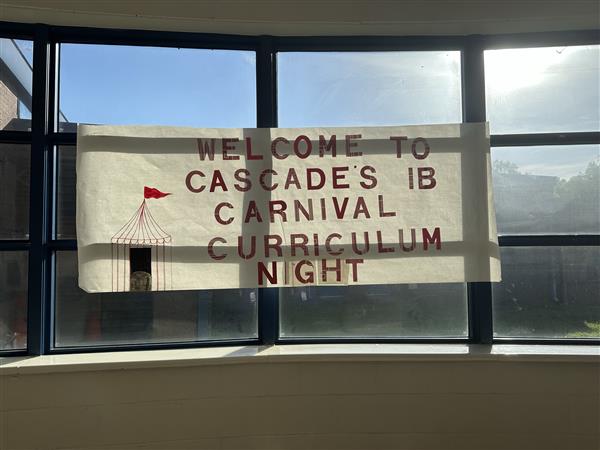 WELCOME TO
CASCADE'S IB
CARNIVAL
CURRICULUM
NIGHT